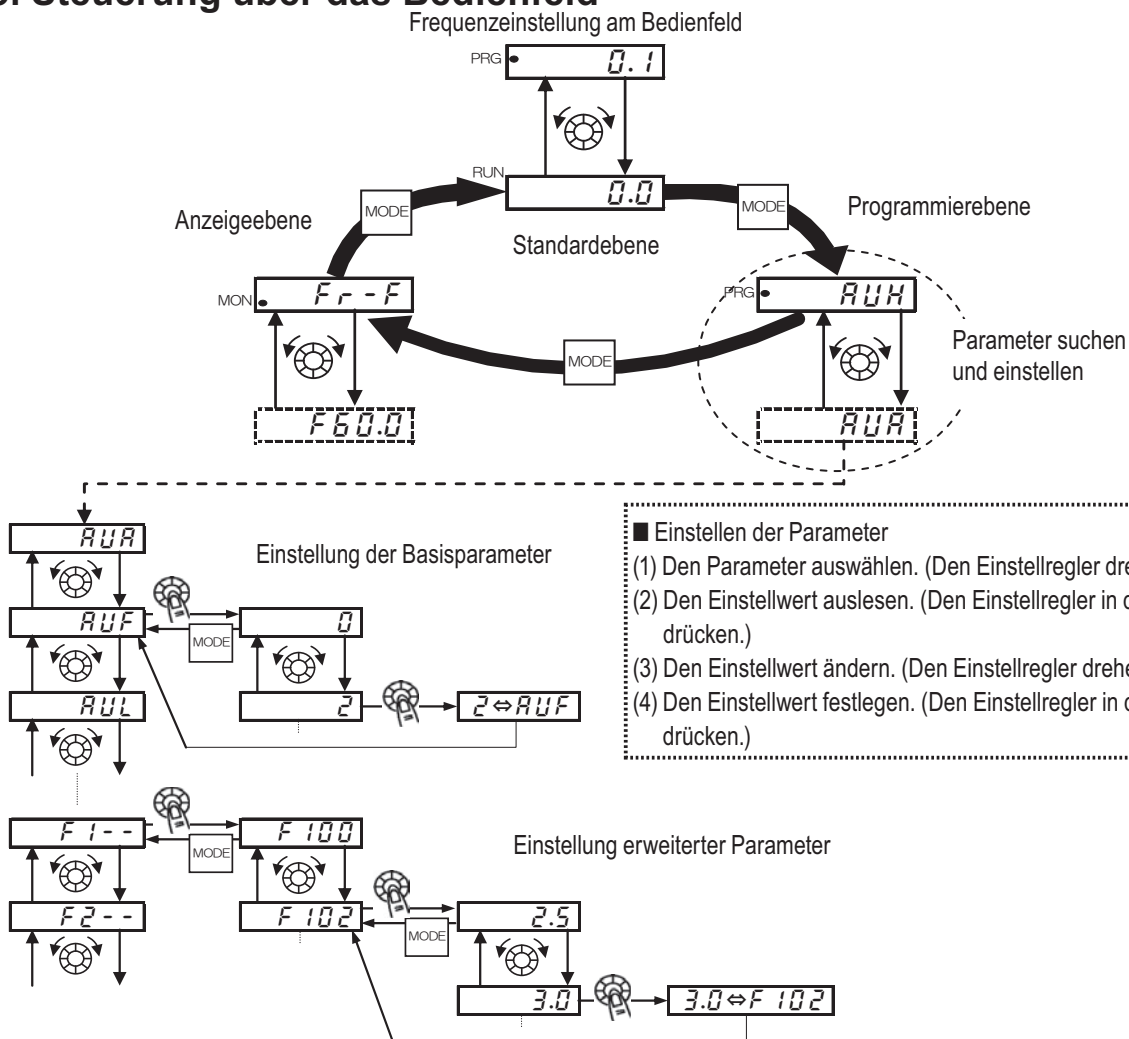 Steuerung über das Bedienfeld
Frequenzeinstellung am Bedienfeld
PRG
0.1
RUN
0.0
MODE
MODE
Anzeigeebene
Programmierebene
Standardebene
MON
Fr-F
PRG
AUH
MODE
Parameter suchen
und einstellen
F60.0
AUA
AUA
Einstellung der Basisparameter
AUF
MODE
0
AUL
2
2⇔AUF
■ Einstellen der Parameter
(1) Den Parameter auswählen. (Den Einstellregler
(2) Den Einstellwert auslesen. (Den Einstellregler in
drücken.)
(3) Den Einstellwert ändern. (Den Einstellregler
(4) Den Einstellwert festlegen. (Den Einstellregler in
drücken.)
F1--
MODE
F100
Einstellung erweiterter Parameter
F2--
F102
MODE
2.5
3.0
3.0⇔F102